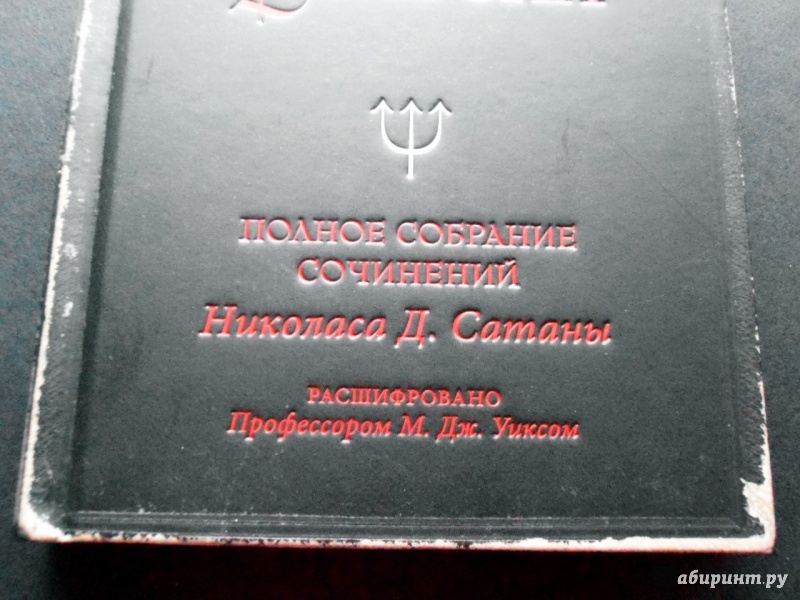 ПОЛНОЕ СОБРАНИЕ
СОЧИНЕНИЙ
Николаса Д. Сатаны
РАСШИФРОВАНО
Профессором М. Дж. Уиксом
абиринт.ру